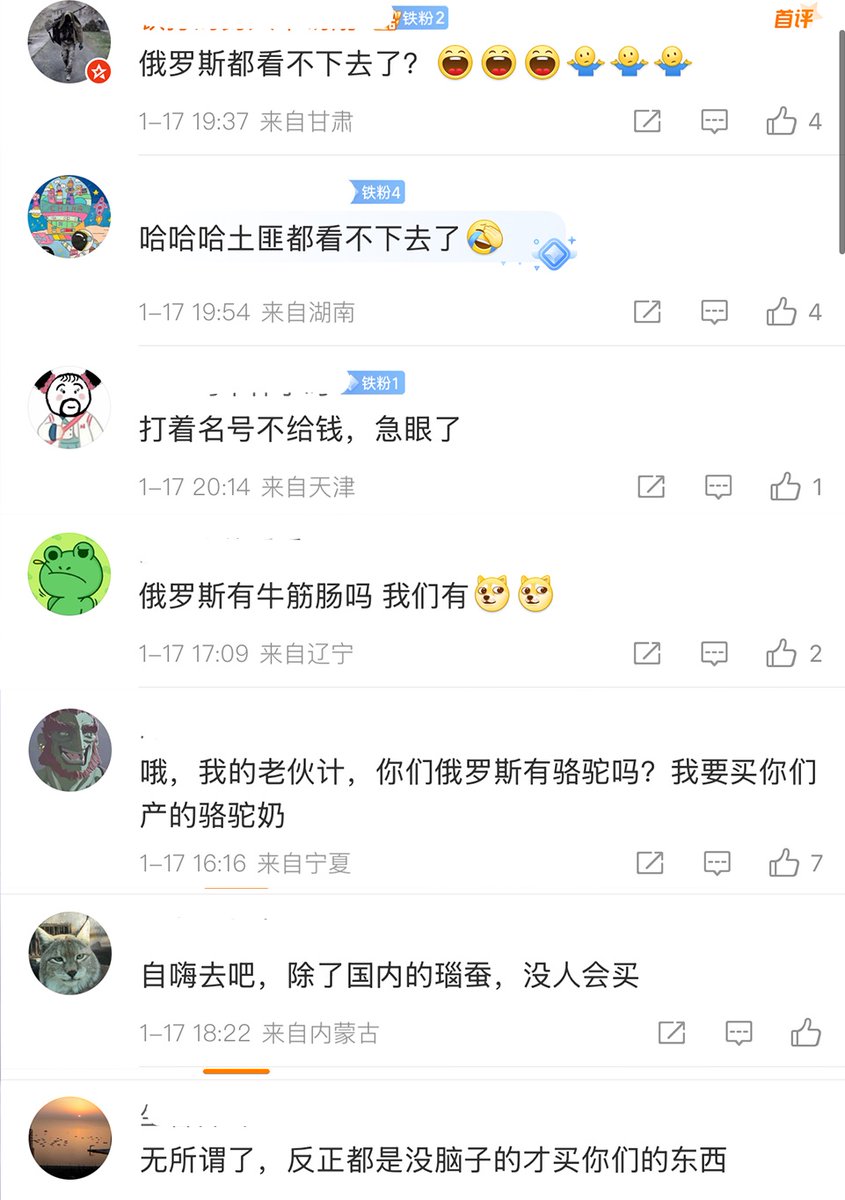 铁粉2
首评
俄罗斯都看不下去了?
1-17 19:37 来自甘肃
4
铁粉4
哈哈哈土匪都看不下去了
1-17 19:54 来自湖南
4
铁粉1
打着名号不给钱，急眼了
1-17 20:14 来自天津
1
俄罗斯有牛筋肠吗 我们有
1-17 17:09 来自辽宁
2
哦，我的老伙计，你们俄罗斯有骆驼吗？我要买你们
产的骆驼奶
1-17 16:16 来自宁夏
7
自嗨去吧，除了国内的瑙蚕，没人会买
1-17 18:22 来自内蒙古
无所谓了，反正都是没脑子的才买你们的东西